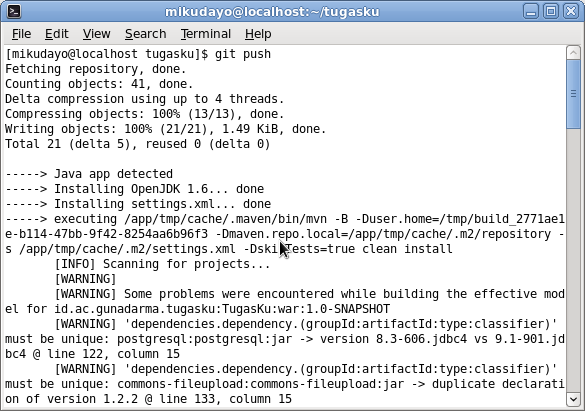 mikudayo@localhost:~/tugasku
File Edit View Search Terminal Help
[mikudayo@localhost tugasku]$ git push
Fetching repository, done.
Counting objects: 41, done.
Delta compression using up to 4 threads.
Compressing objects: 100% (13/13), done.
Writing objects: 100% (21/21), 1.49 KiB, done.
Total 21 (delta 5), reused 0 (delta 0)
-----> Java app detected
-----> Installing OpenJDK 1.6... done
-----> Installing settings.xml... done
-----> executing /app/tmp/cache/.maven/bin/mvn -B -Duser.home=/tmp/build_2771ae1
e-b114-47bb-9f42-8254aa6b96f3 -Dmaven.repo.local=/app/tmp/cache/.m2/repository -
s /app/tmp/cache/.m2/settings.xml -DskipTests=true clean install
[INFO] Scanning for projects...
[WARNING]
[WARNING] Some problems were encountered while building the effective mod
el for id.ac.gunadarma.tugasku:TugasKu:war:1.0-SNAPSHOT
[WARNING] 'dependencies.dependency.(groupId:artifactId:type:classifier)'
must be unique: postgresql:postgresql:jar -> version 8.3-606.jdbc4 vs 9.1-901.jd
bc4 @ line 122, column 15
[WARNING] 'dependencies.dependency.(groupId:artifactId:type:classifier)'
must be unique: commons-fileupload:commons-fileupload:jar -> duplicate declarati
on of version 1.2.2 @ line 133, column 15